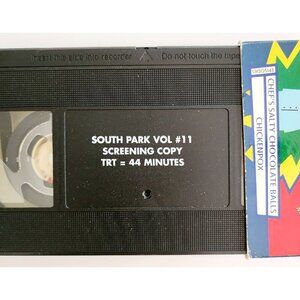 Insert this side into recorder
Do not touch the tape
SOUTH PARK VOL #11
SCREENING COPY
TRT = 44 MINUTES
CHEF'S SALTY CHOCOLATE BALLS
CHICKENPOX